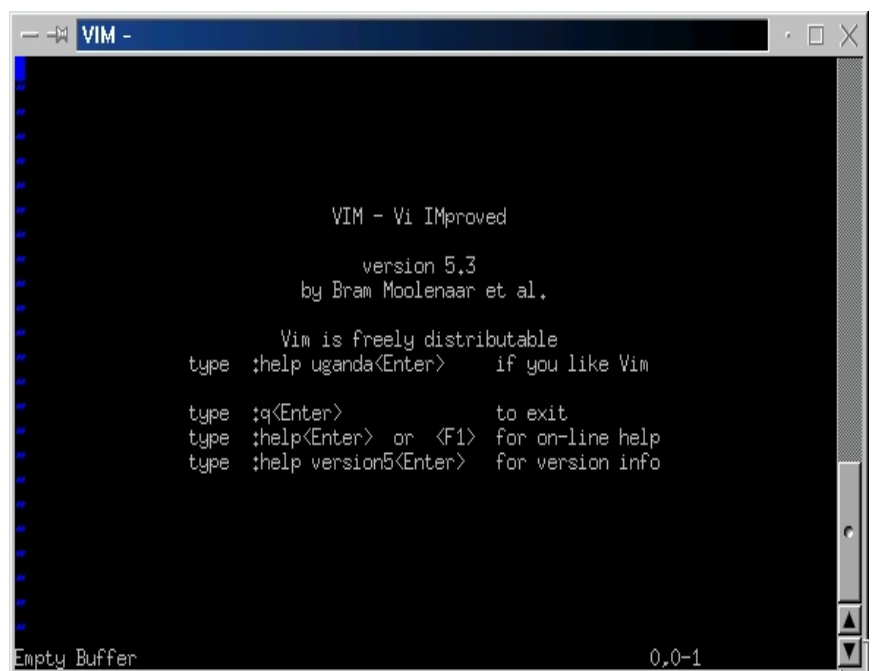 VIM -
VIM - Vi IMproved
version 5.3
by Bram Moolenaar et al.
Vim is freely distributable
type :help uganda<Enter> if you like Vim
type :q<Enter> to exit
type :help<Enter> or <F1> for on-line help
type :help version5<Enter> for version info
Empty Buffer 0,0-1